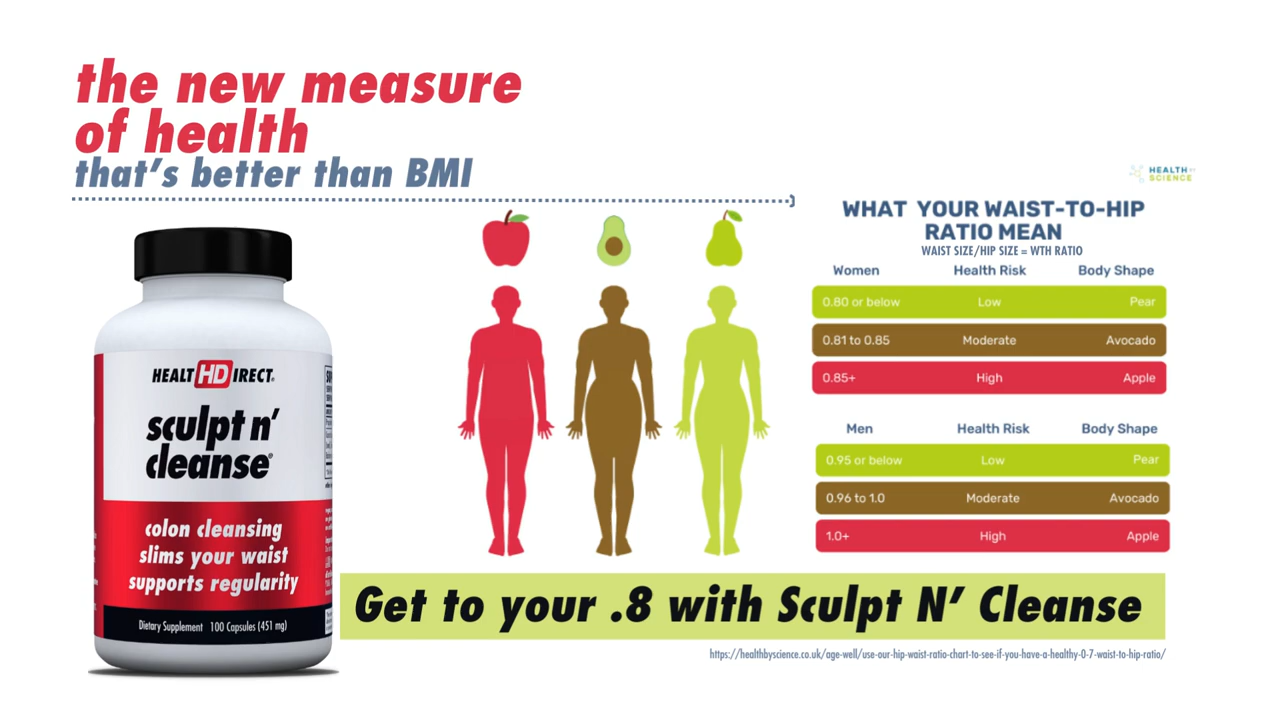 the new measure
of health
that's better than BMI
HEALTHDIRECT®
sculpt n'
cleanse®
colon cleansing
slims your waist
supports regularity
Dietary Supplement 100 Capsules (451 mg)
HEALTH BY
SCIENCE
WHAT YOUR WAIST-TO-HIP
RATIO MEAN
WAIST SIZE/HIP SIZE = WTH RATIO
Women Health Risk Body Shape
0.80 or below Low Pear
0.81 to 0.85 Moderate Avocado
0.85+ High Apple
Men Health Risk Body Shape
0.95 or below Low Pear
0.96 to 1.0 Moderate Avocado
1.0+ High Apple
Get to your .8 with Sculpt N' Cleanse
https://healthbyscience.co.uk/age-well/use-our-hip-waist-ratio-chart-to-see-if-you-have-a-healthy-0-7-waist-to-hip-ratio/